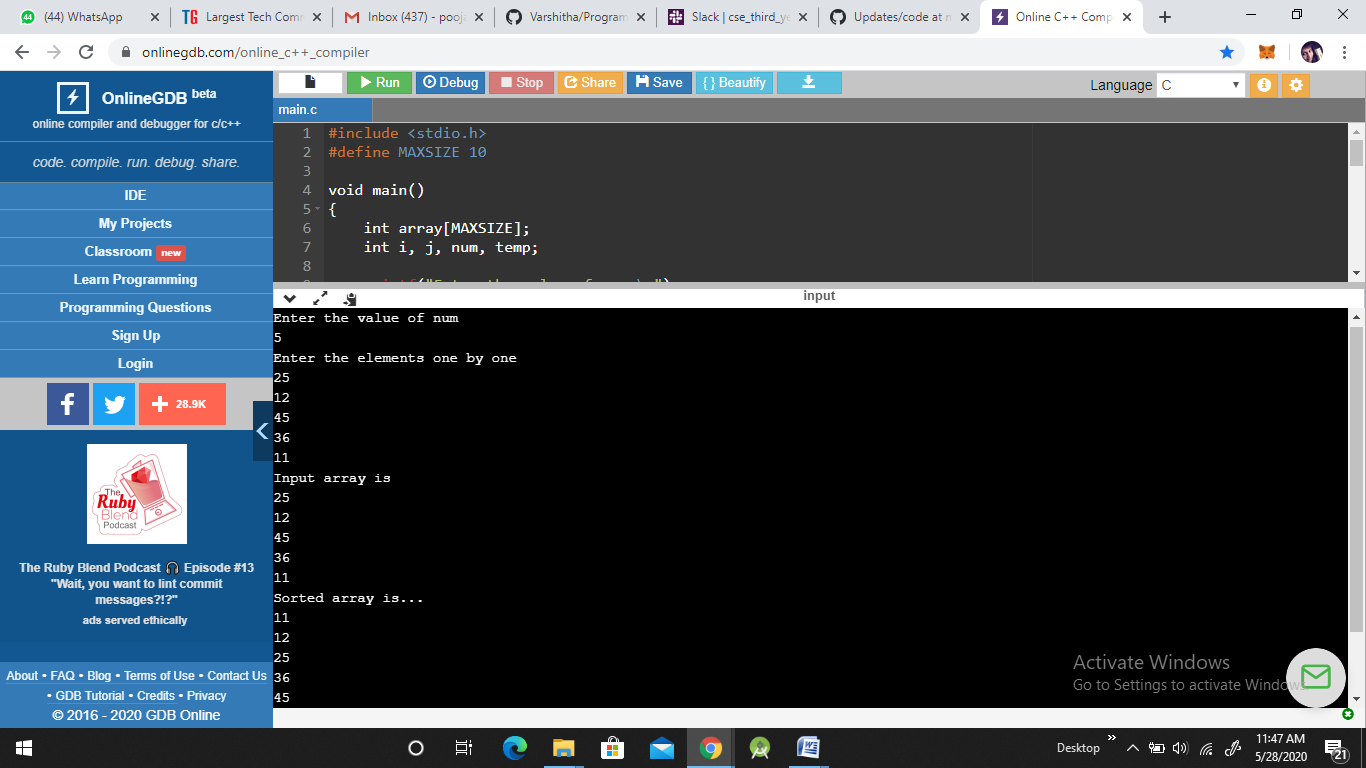 (44) WhatsApp
Largest Tech Comm
Inbox (437) - pooja
Varshitha/Program
Slack | cse_third_ye
Updates/code at m
Online C++ Comp
onlinegdb.com/online_c++_compiler
OnlineGDB beta
online compiler and debugger for c/c++
code. compile. run. debug. share.
IDE
My Projects
Classroom new
Learn Programming
Programming Questions
Sign Up
Login
28.9K
The
Ruby
Blend
Podcast
The Ruby Blend Podcast 🎧 Episode #13
"Wait, you want to lint commit
messages?!?"
ads served ethically
About • FAQ • Blog • Terms of Use • Contact Us
• GDB Tutorial • Credits • Privacy
© 2016 - 2020 GDB Online
Run Debug Stop Share Save { } Beautify
Language C
main.c
1 #include <stdio.h>
2 #define MAXSIZE 10
3
4 void main()
5 {
6 int array[MAXSIZE];
7 int i, j, num, temp;
8
input
Enter the value of num
5
Enter the elements one by one
25
12
45
36
11
Input array is
25
12
45
36
11
Sorted array is...
11
12
25
36
45
Activate Windows
Go to Settings to activate Windows.
Desktop
11:47 AM
5/28/2020
21